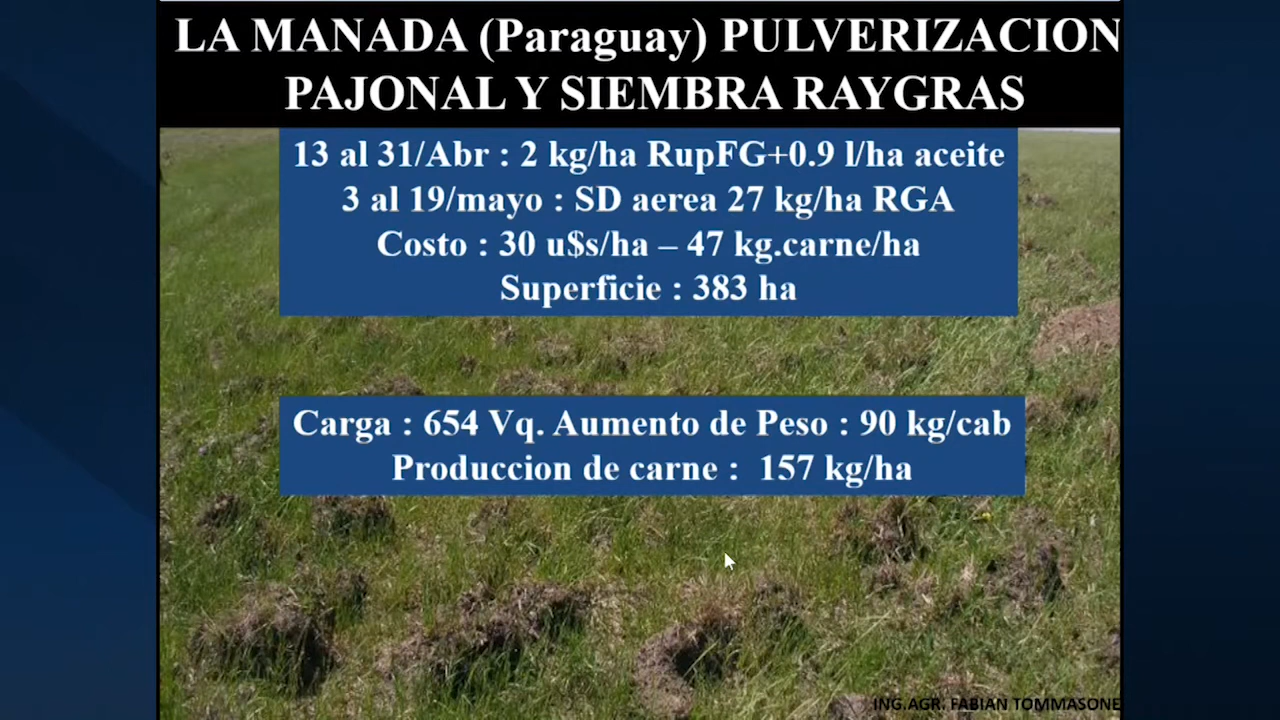 LA MANADA (Paraguay) PULVERIZACION
PAJONAL Y SIEMBRA RAYGRAS
13 al 31/Abr : 2 kg/ha RupFG+0.9 l/ha aceite
3 al 19/mayo : SD aerea 27 kg/ha RGA
Costo : 30 u$s/ha – 47 kg.carne/ha
Superficie : 383 ha
Carga : 654 Vq. Aumento de Peso : 90 kg/cab
Produccion de carne :  157 kg/ha
ING.AGR. FABIAN TOMMASONE